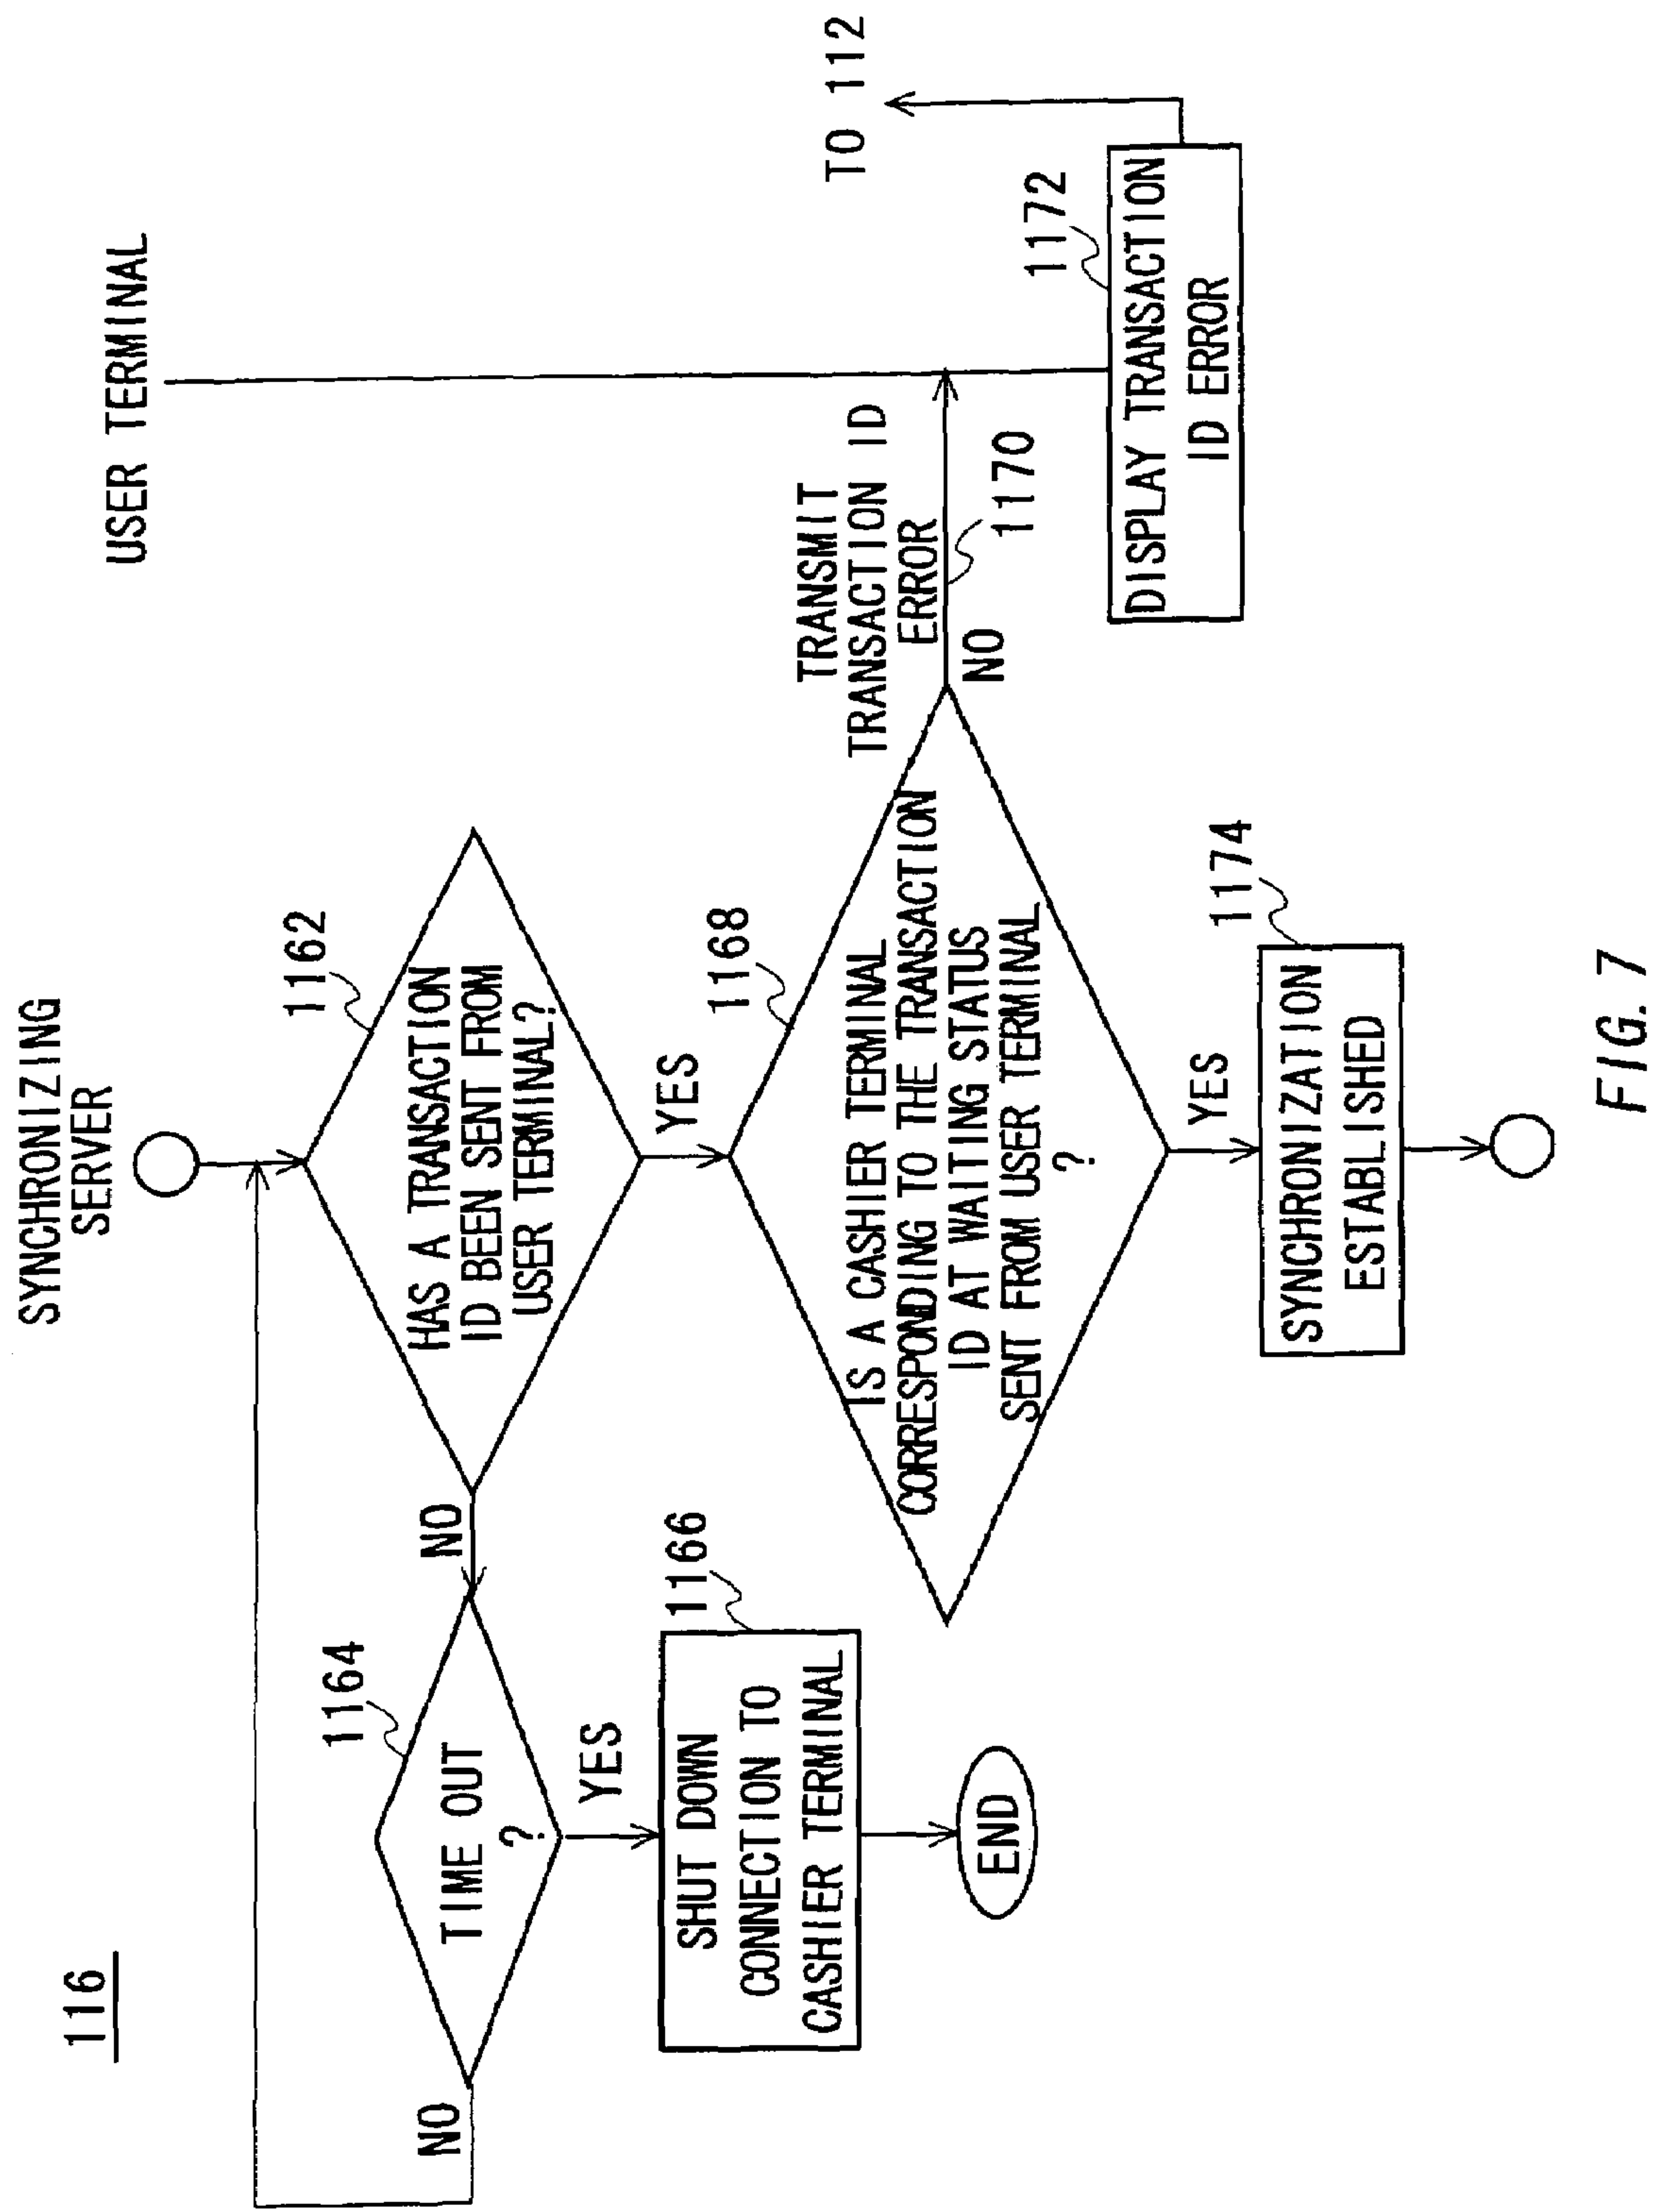 116
SYNCHRONIZING
SERVER
USER TERMINAL
1162
HAS A TRANSACTION
ID BEEN SENT FROM
USER TERMINAL?
NO
YES
1164
TIME OUT
?
NO
YES
1166
SHUT DOWN
CONNECTION TO
CASHIER TERMINAL
END
1168
IS A CASHIER TERMINAL
CORRESPONDING TO THE TRANSACTION
ID AT WAITING STATUS
SENT FROM USER TERMINAL
?
NO
YES
TRANSMIT
TRANSACTION ID
ERROR
1170
TO 112
1172
DISPLAY TRANSACTION
ID ERROR
1174
SYNCHRONIZATION
ESTABLISHED
FIG. 7